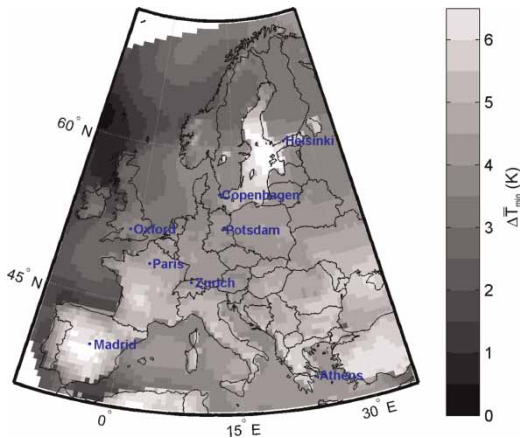 60° N
45° N
0° E
15° E
30° E
Helsinki
Copenhagen
Oxford
Potsdam
Paris
Zurich
Madrid
Athens
6
5
4
3
2
1
0
ΔT̅min (K)